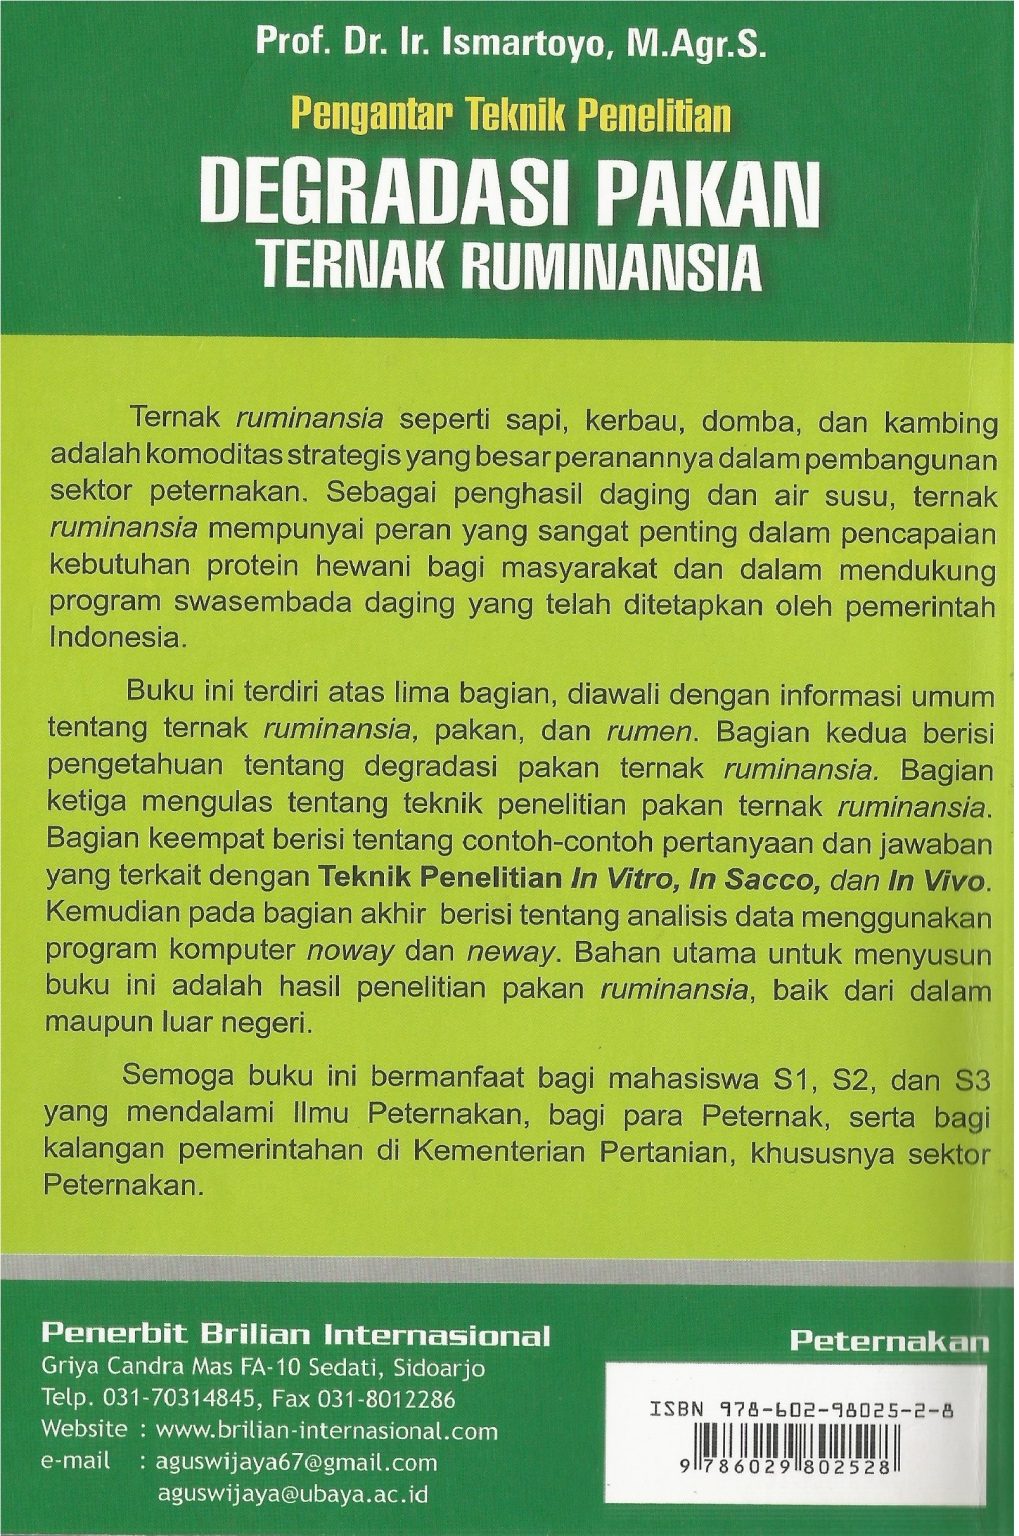 Prof. Dr. Ir. Ismartoyo, M.Agr.S.
Pengantar Teknik Penelitian
DEGRADASI PAKAN
TERNAK RUMINANSIA
Ternak ruminansia seperti sapi, kerbau, domba, dan kambing
adalah komoditas strategis yang besar peranannya dalam pembangunan
sektor peternakan. Sebagai penghasil daging dan air susu, ternak
ruminansia mempunyai peran yang sangat penting dalam pencapaian
kebutuhan protein hewani bagi masyarakat dan dalam mendukung
program swasembada daging yang telah ditetapkan oleh pemerintah
Indonesia.
Buku ini terdiri atas lima bagian, diawali dengan informasi umum
tentang ternak ruminansia, pakan, dan rumen. Bagian kedua berisi
pengetahuan tentang degradasi pakan ternak ruminansia. Bagian
ketiga mengulas tentang teknik penelitian pakan ternak ruminansia.
Bagian keempat berisi tentang contoh-contoh pertanyaan dan jawaban
yang terkait dengan Teknik Penelitian In Vitro, In Sacco, dan In Vivo.
Kemudian pada bagian akhir berisi tentang analisis data menggunakan
program komputer noway dan neway. Bahan utama untuk menyusun
buku ini adalah hasil penelitian pakan ruminansia, baik dari dalam
maupun luar negeri.
Semoga buku ini bermanfaat bagi mahasiswa S1, S2, dan S3
yang mendalami Ilmu Peternakan, bagi para Peternak, serta bagi
kalangan pemerintahan di Kementerian Pertanian, khususnya sektor
Peternakan.
Penerbit Brilian Internasional
Griya Candra Mas FA-10 Sedati, Sidoarjo
Telp. 031-70314845, Fax 031-8012286
Website : www.brilian-internasional.com
e-mail : aguswijaya67@gmail.com
aguswijaya@ubaya.ac.id
Peternakan
ISBN 978-602-98025-2-8
9 786029 802528